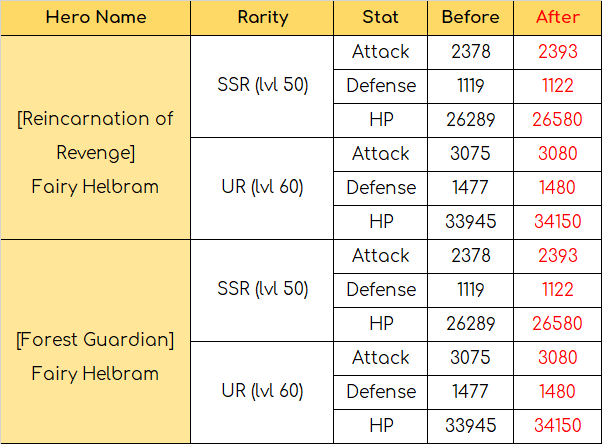 Hero Name Rarity Stat Before After
[Reincarnation of
Revenge]
Fairy Helbram
SSR (lvl 50)
Attack 2378 2393
Defense 1119 1122
HP 26289 26580
UR (lvl 60)
Attack 3075 3080
Defense 1477 1480
HP 33945 34150
[Forest Guardian]
Fairy Helbram
SSR (lvl 50)
Attack 2378 2393
Defense 1119 1122
HP 26289 26580
UR (lvl 60)
Attack 3075 3080
Defense 1477 1480
HP 33945 34150